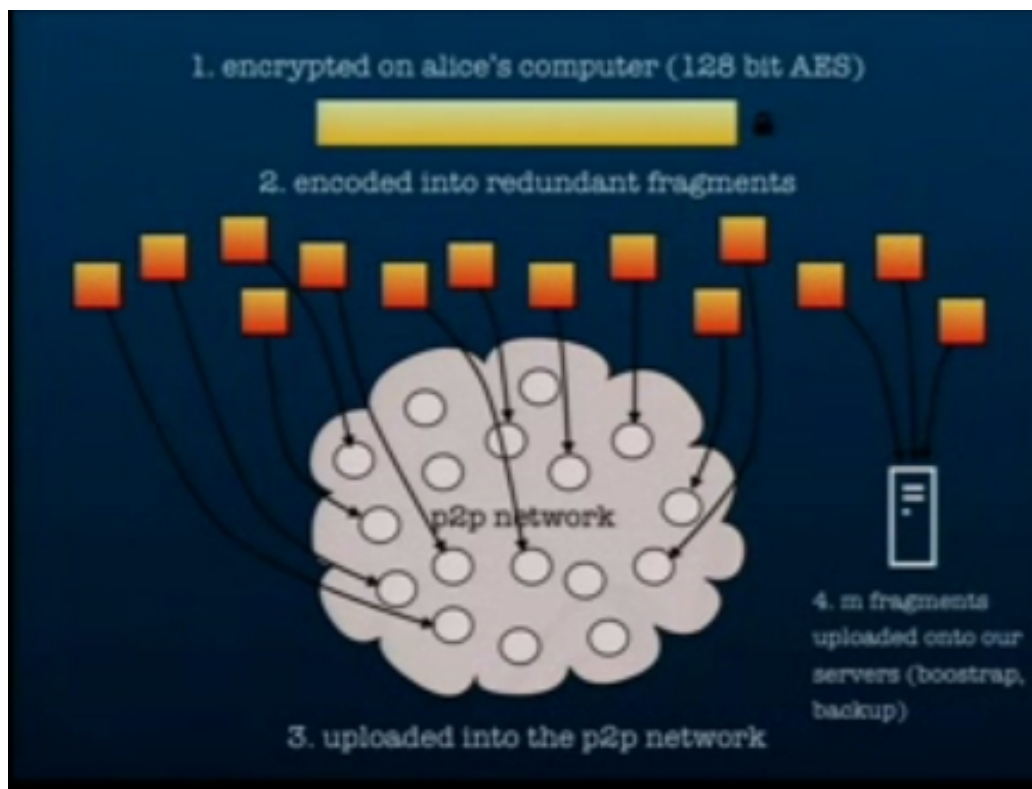 1. encrypted on alice's computer (128 bit AES)
2. encoded into redundant fragments
p2p network
4. m fragments
uploaded onto our
servers (boostrap,
backup)
3. uploaded into the p2p network